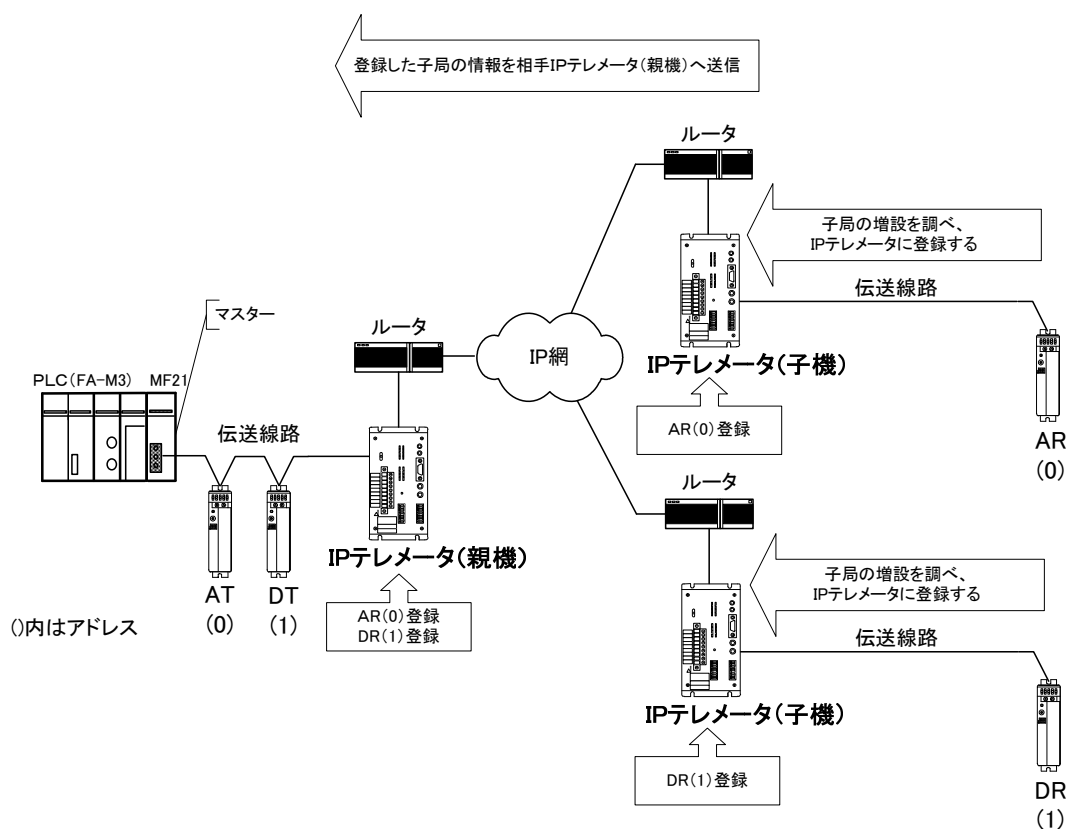 登録した子局の情報を相手IPテレメータ(親機)へ送信
ルータ
子局の増設を調べ、
IPテレメータに登録する
伝送線路
マスター
ルータ
IP網
IPテレメータ(子機)
PLC(FA-M3) MF21
AR(0)登録
AR
(0)
伝送線路
ルータ
IPテレメータ(親機)
子局の増設を調べ、
IPテレメータに登録する
AT
(0)
DT
(1)
AR(0)登録
DR(1)登録
()内はアドレス
伝送線路
IPテレメータ(子機)
DR(1)登録
DR
(1)